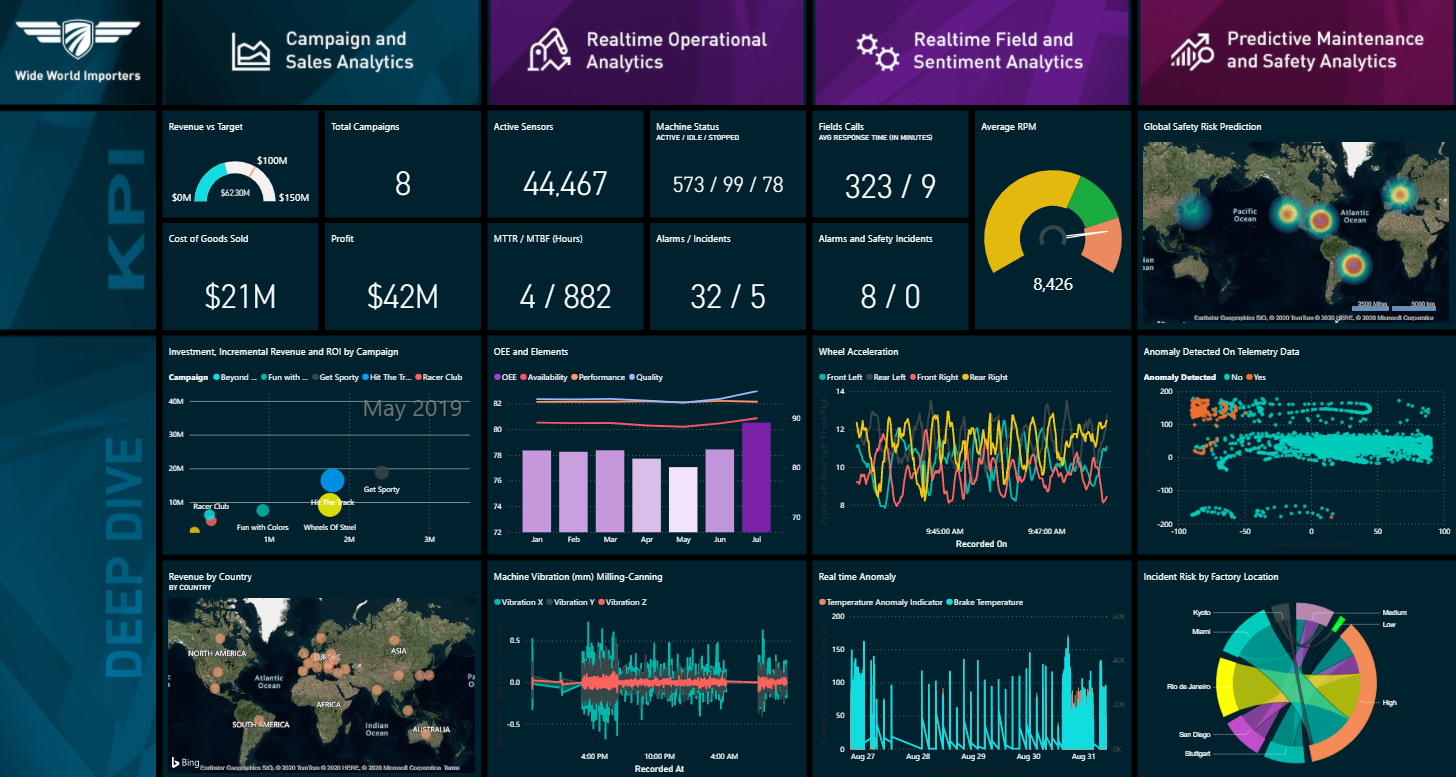 Wide World Importers
Campaign and
Sales Analytics
Realtime Operational
Analytics
Realtime Field and
Sentiment Analytics
Predictive Maintenance
and Safety Analytics
KPI
Revenue vs Target
$100M
$0M
$62.30M
$150M
Total Campaigns
8
Active Sensors
44,467
Machine Status
ACTIVE / IDLE / STOPPED
573 / 99 / 78
Fields Calls
AVG RESPONSE TIME (IN MINUTES)
323 / 9
Average RPM
8,426
Global Safety Risk Prediction
Pacific
Ocean
Atlantic
Ocean
ian
ean
2500 Miles
5000 km
Earthstar Geographics SIO, © 2020 TomTom © 2020 HERE, © 2020 Microsoft Corporation
Cost of Goods Sold
$21M
Profit
$42M
MTTR / MTBF (Hours)
4 / 882
Alarms / Incidents
32 / 5
Alarms and Safety Incidents
8 / 0
DEEP DIVE
Investment, Incremental Revenue and ROI by Campaign
Campaign Beyond ... Fun with ... Get Sporty Hit The Tr... Racer Club
May 2019
40M
30M
20M
10M
Get Sporty
Hit The Track
Racer Club
Fun with Colors
Wheels Of Steel
1M 2M 3M
OEE and Elements
OEE Availability Performance Quality
82
80
78
76
74
72
90
80
70
Jan Feb Mar Apr May Jun Jul
Wheel Acceleration
Front Left Rear Left Front Right Rear Right
14
12
10
8
9:45:00 AM 9:47:00 AM
Recorded On
Anomaly Detected On Telemetry Data
Anomaly Detected No Yes
200
100
0
-100
-200
-100 -50 0 50 100
Revenue by Country
BY COUNTRY
NORTH AMERICA
EUROPE
ASIA
Atlantic
Ocean
AFRICA
SOUTH AMERICA
Indian
Ocean
AUSTRALIA
Bing
Earthstar Geographics SIO, © 2020 TomTom © 2020 HERE, © 2020 Microsoft Corporation Terms
Machine Vibration (mm) Milling-Canning
Vibration X Vibration Y Vibration Z
0.5
0.0
-0.5
4:00 PM 10:00 PM 4:00 AM
Recorded At
Real time Anomaly
Temperature Anomaly Indicator Brake Temperature
200
150
100
50
0
60K
40K
20K
0K
Aug 27 Aug 28 Aug 29 Aug 30 Aug 31
Incident Risk by Factory Location
Kyoto
Miami
Rio de Janeiro
San Diego
Stuttgart
Medium
Low
High